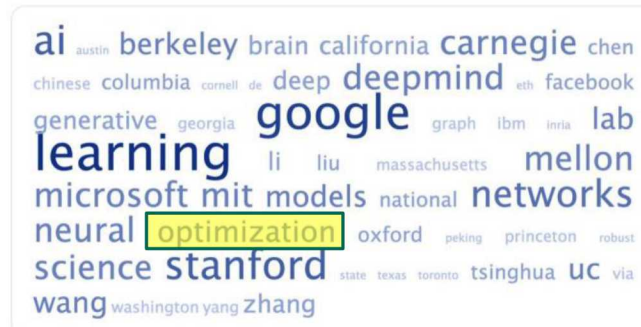 ai austin berkeley brain california carnegie chen
chinese columbia cornell de deep deepmind eth facebook
generative georgia google graph ibm inria lab
learning li liu massachusetts mellon
microsoft mit models national networks
neural optimization oxford peking princeton robust
science stanford state texas toronto tsinghua uc via
wang washington yang zhang